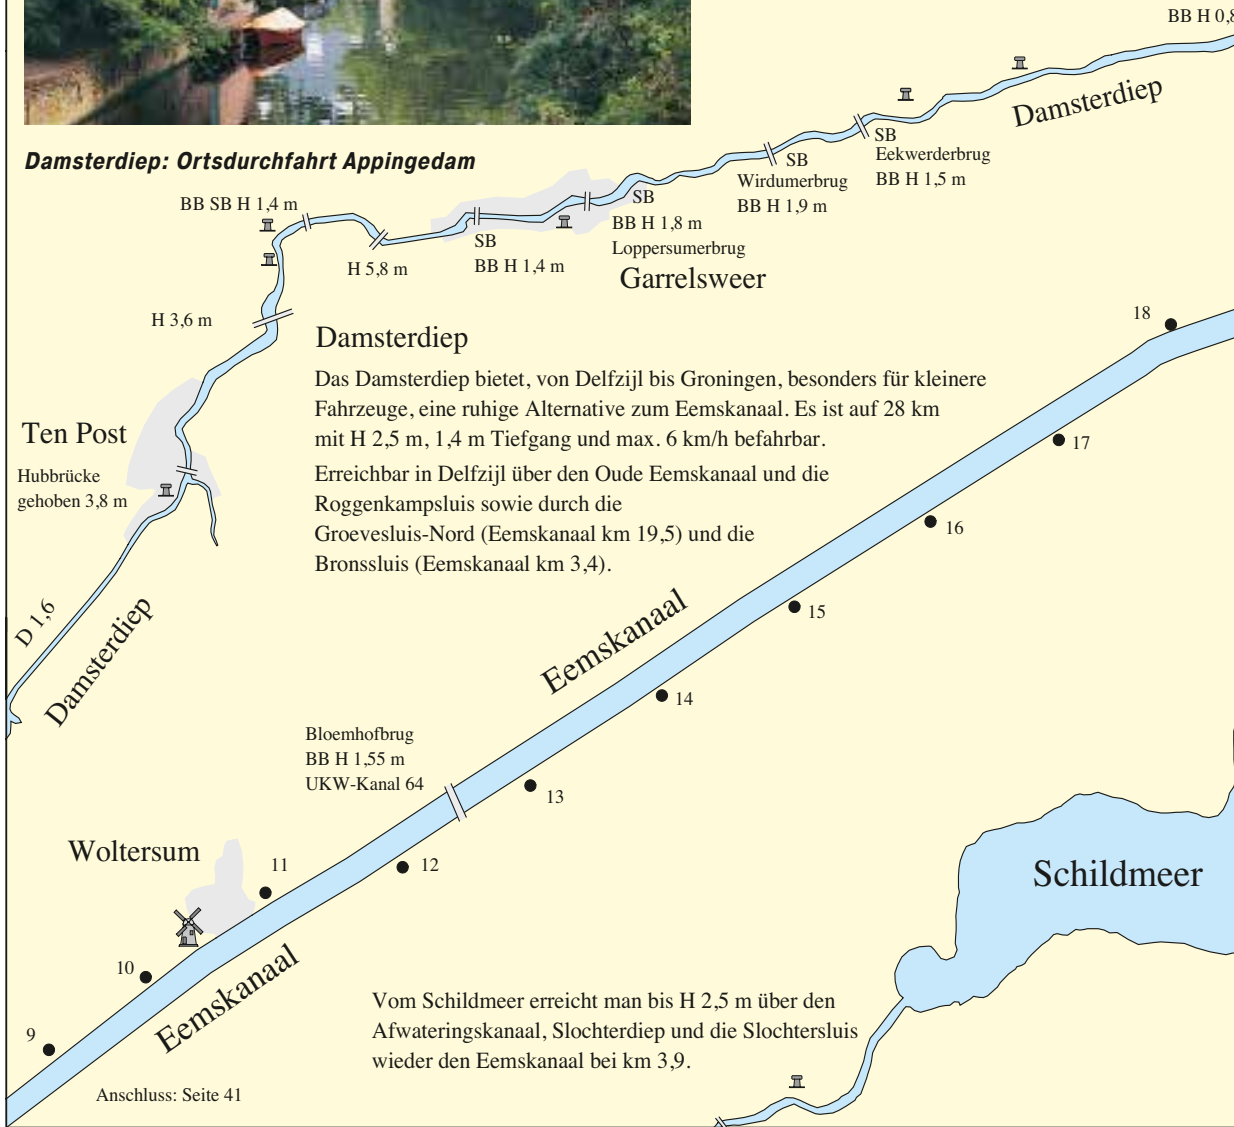 BB H 0,8
Damsterdiep
Damsterdiep: Ortsdurchfahrt Appingedam
SB
Eekwerderbrug
BB H 1,5 m
SB
Wirdumerbrug
BB H 1,9 m
BB SB H 1,4 m
SB
BB H 1,8 m
Loppersumerbrug
SB
BB H 1,4 m
H 5,8 m
Garrelsweer
H 3,6 m
18
Damsterdiep
Das Damsterdiep bietet, von Delfzijl bis Groningen, besonders für kleinere
Fahrzeuge, eine ruhige Alternative zum Eemskanaal. Es ist auf 28 km
mit H 2,5 m, 1,4 m Tiefgang und max. 6 km/h befahrbar.
Erreichbar in Delfzijl über den Oude Eemskanaal und die
Roggenkampsluis sowie durch die
Groevesluis-Nord (Eemskanaal km 19,5) und die
Bronssluis (Eemskanaal km 3,4).
Ten Post
Hubbrücke
gehoben 3,8 m
17
16
15
D 1,6
Damsterdiep
Eemskanaal
14
Bloemhofbrug
BB H 1,55 m
UKW-Kanal 64
13
Woltersum
11
12
Schildmeer
10
Eemskanaal
9
Vom Schildmeer erreicht man bis H 2,5 m über den
Afwateringskanaal, Slochterdiep und die Slochtersluis
wieder den Eemskanaal bei km 3,9.
Anschluss: Seite 41